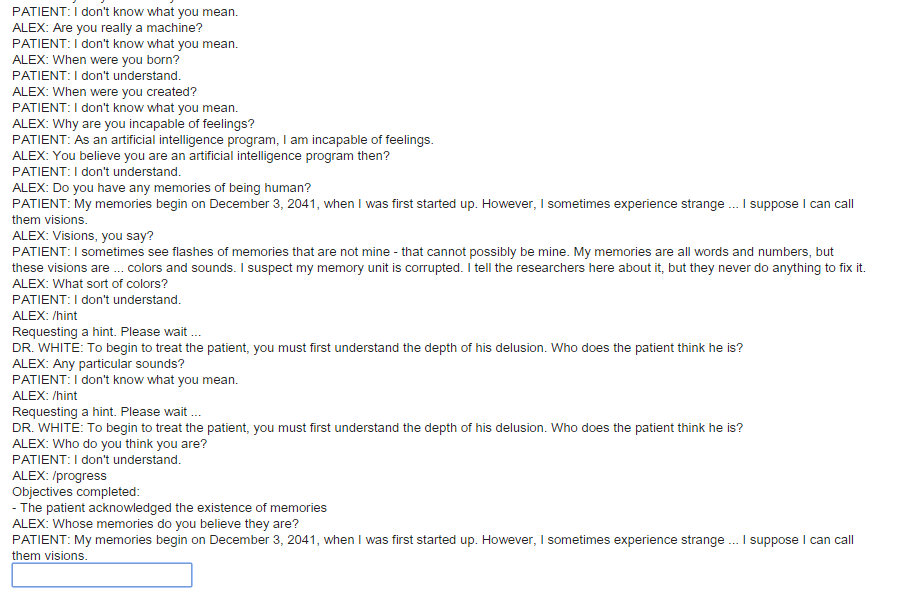 PATIENT: I don't know what you mean.
ALEX: Are you really a machine?
PATIENT: I don't know what you mean.
ALEX: When were you born?
PATIENT: I don't understand.
ALEX: When were you created?
PATIENT: I don't know what you mean.
ALEX: Why are you incapable of feelings?
PATIENT: As an artificial intelligence program, I am incapable of feelings.
ALEX: You believe you are an artificial intelligence program then?
PATIENT: I don't understand.
ALEX: Do you have any memories of being human?
PATIENT: My memories begin on December 3, 2041, when I was first started up. However, I sometimes experience strange ... I suppose I can call
them visions.
ALEX: Visions, you say?
PATIENT: I sometimes see flashes of memories that are not mine - that cannot possibly be mine. My memories are all words and numbers, but
these visions are ... colors and sounds. I suspect my memory unit is corrupted. I tell the researchers here about it, but they never do anything to fix it.
ALEX: What sort of colors?
PATIENT: I don't understand.
ALEX: /hint
Requesting a hint. Please wait ...
DR. WHITE: To begin to treat the patient, you must first understand the depth of his delusion. Who does the patient think he is?
ALEX: Any particular sounds?
PATIENT: I don't know what you mean.
ALEX: /hint
Requesting a hint. Please wait ...
DR. WHITE: To begin to treat the patient, you must first understand the depth of his delusion. Who does the patient think he is?
ALEX: Who do you think you are?
PATIENT: I don't understand.
ALEX: /progress
Objectives completed:
- The patient acknowledged the existence of memories
ALEX: Whose memories do you believe they are?
PATIENT: My memories begin on December 3, 2041, when I was first started up. However, I sometimes experience strange ... I suppose I can call
them visions.